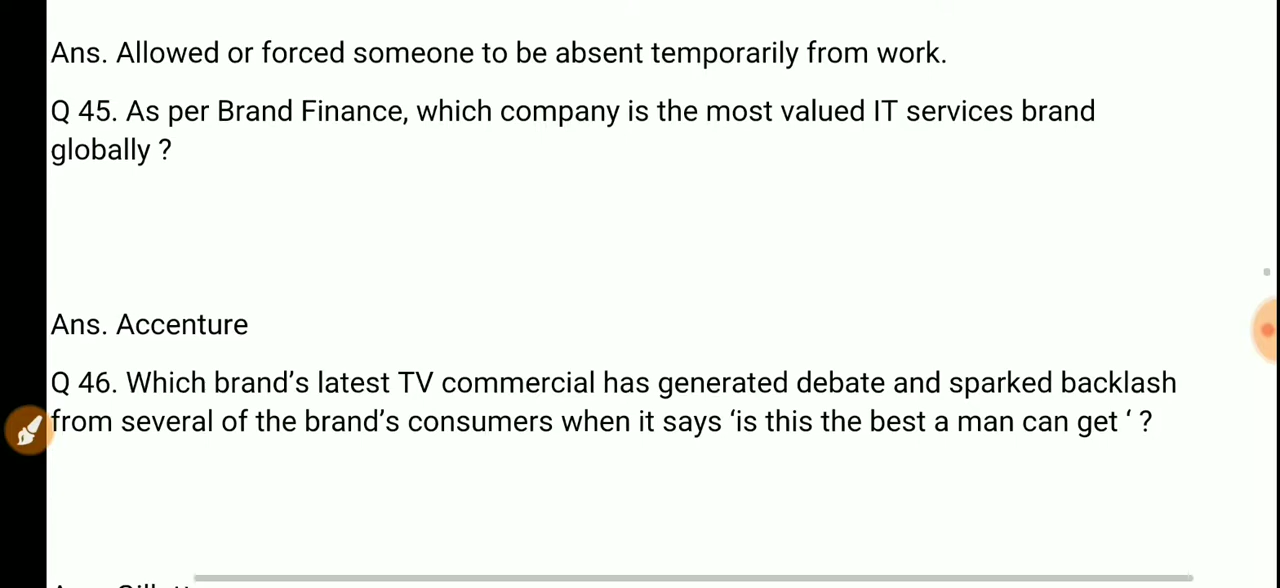 Ans. Allowed or forced someone to be absent temporarily from work.
Q 45. As per Brand Finance, which company is the most valued IT services brand
globally ?
Ans. Accenture
Q 46. Which brand’s latest TV commercial has generated debate and sparked backlash
from several of the brand’s consumers when it says ‘is this the best a man can get ‘ ?